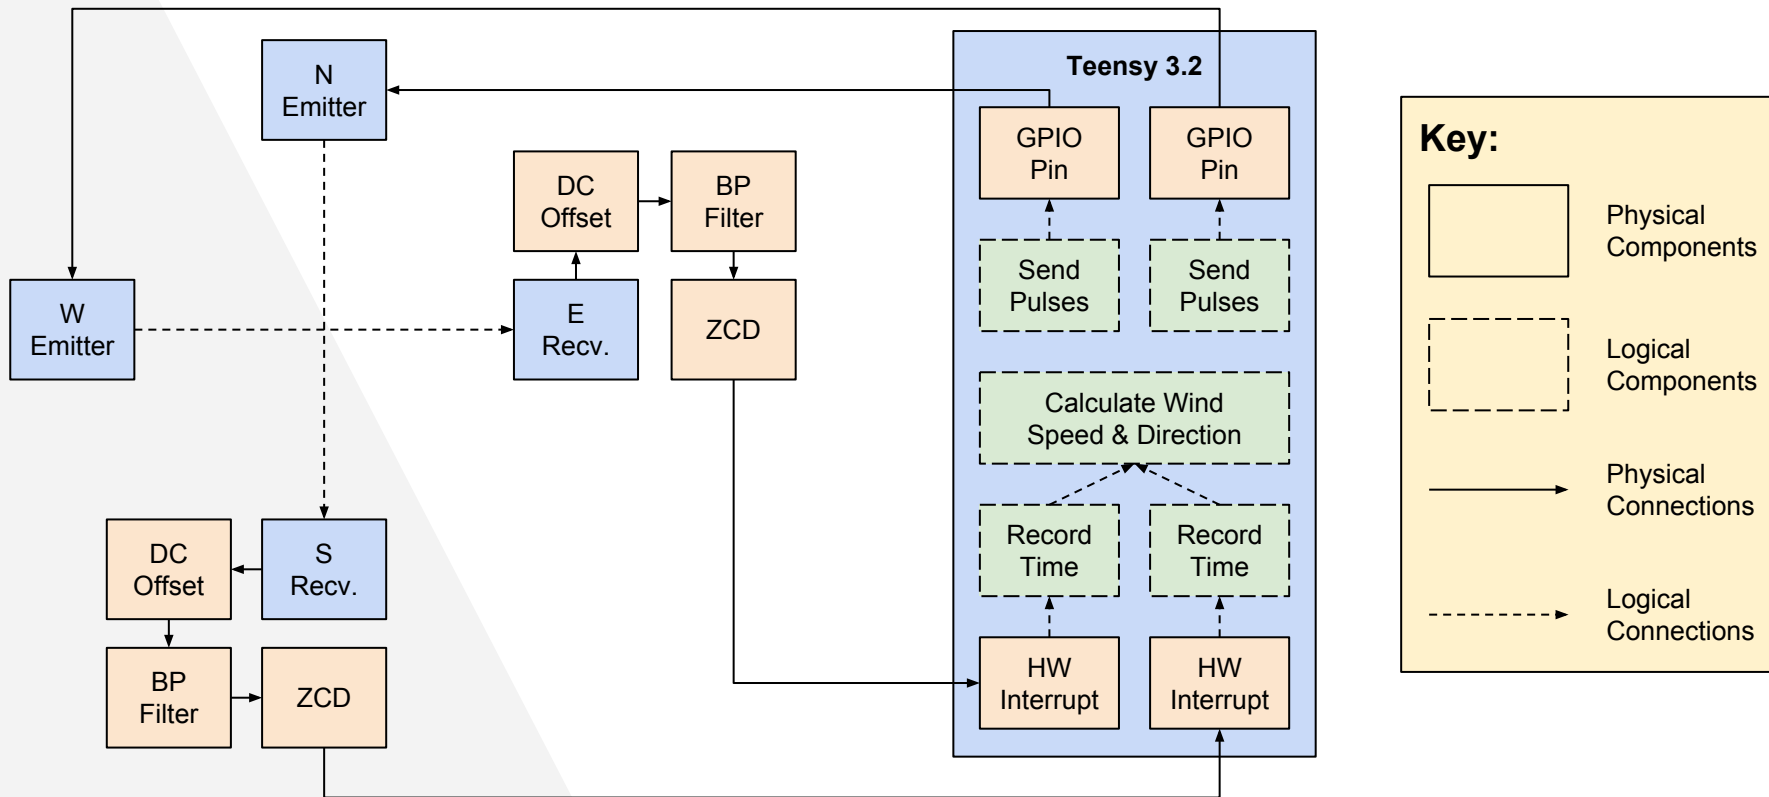 N
Emitter
Teensy 3.2
GPIO
Pin
GPIO
Pin
Key:
Physical
Components
DC
Offset
BP
Filter
Send
Pulses
Send
Pulses
W
Emitter
E
Recv.
ZCD
Logical
Components
Calculate Wind
Speed & Direction
Physical
Connections
DC
Offset
S
Recv.
Record
Time
Record
Time
Logical
Connections
BP
Filter
ZCD
HW
Interrupt
HW
Interrupt